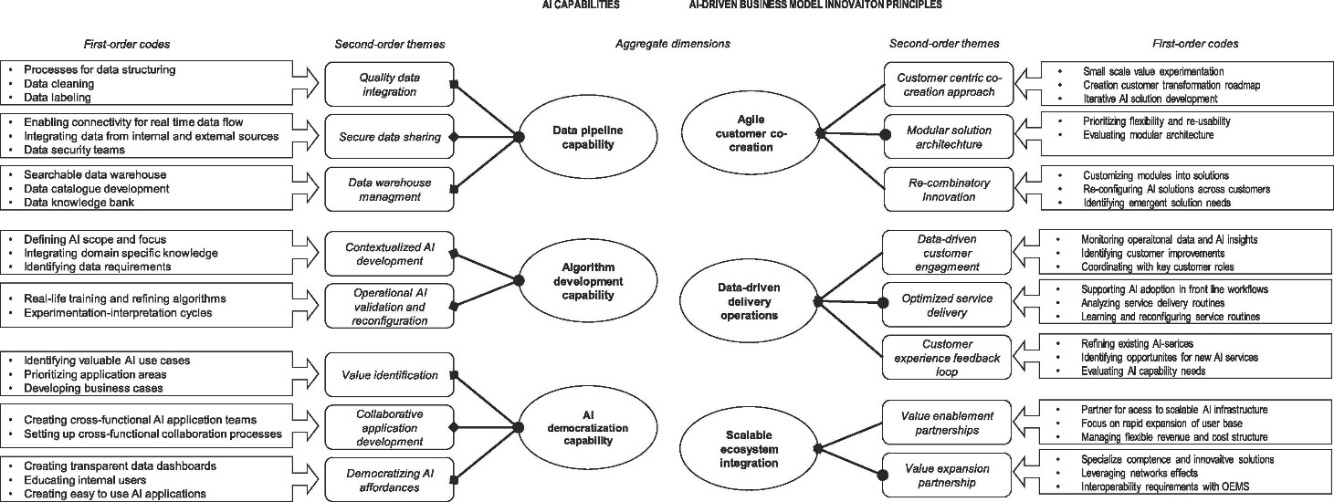 AI CAPABILITIES
AI-DRIVEN BUSINESS MODEL INNOVAITON PRINCIPLES
First-order codes
Second-order themes
Aggregate dimensions
Second-order themes
First-order codes
• Processes for data structuring
• Data cleaning
• Data labeling
Quality data
integration
• Enabling connectivity for real time data flow
• Integrating data from internal and external sources
• Data security teams
Secure data sharing
• Searchable data warehouse
• Data catalogue development
• Data knowledge bank
Data warehouse
managment
Data pipeline
capability
• Defining AI scope and focus
• Integrating domain specific knowledge
• Identifying data requirements
Contextualized AI
development
• Real-life training and refining algorithms
• Experimentation-interpretation cycles
Operational AI
validation and
reconfiguration
Algorithm
development
capability
• Identifying valuable AI use cases
• Prioritizing application areas
• Developing business cases
Value identification
• Creating cross-functional AI application teams
• Setting up cross-functional collaboration processes
Collaborative
application
development
• Creating transparent data dashboards
• Educating internal users
• Creating easy to use AI applications
Democratizing AI
affordances
AI
democratization
capability
Agile
customer co-
creation
Customer centric co-
creation approach
• Small scale value experimentation
• Creation customer transformation roadmap
• Iterative AI solution development
Modular solution
architechture
• Prioritizing flexibility and re-usability
• Evaluating modular architecture
Re-combinatory
Innovation
• Customizing modules into solutions
• Re-configuring AI solutions across customers
• Identifying emergent solution needs
Data-driven
delivery
operations
Data-driven
customer
engagmeent
• Monitoring operaitonal data and AI insights
• Identifying customer improvements
• Coordinating with key customer roles
Optimized service
delivery
• Supporting AI adoption in front line workflows
• Analyzing service delivery routines
• Learning and reconfiguring service routines
Customer
experience feedback
loop
• Refining existing AI-serices
• Identifying opportunites for new AI services
• Evaluating AI capability needs
Scalable
ecosystem
integration
Value enablement
partnerships
• Partner for acess to scalable AI infrastructure
• Focus on rapid expansion of user base
• Managing flexible revenue and cost structure
Value expansion
partnership
• Specialize comptence and innovaitve solutions
• Leveraging networks effects
• Interoperability requirements with OEMS